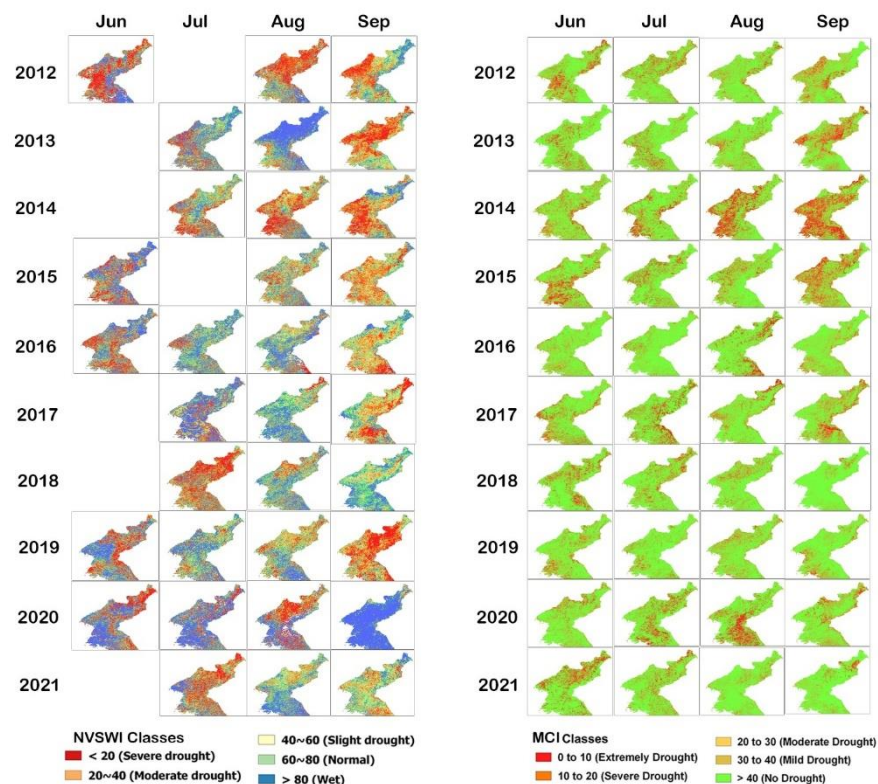 Jun Jul Aug Sep Jun Jul Aug Sep
2012 2012
2013 2013
2014 2014
2015 2015
2016 2016
2017 2017
2018 2018
2019 2019
2020 2020
2021 2021
NVSWI Classes
< 20 (Severe drought)
20~40 (Moderate drought)
40~60 (Slight drought)
60~80 (Normal)
> 80 (Wet)
MCI Classes
0 to 10 (Extremely Drought)
10 to 20 (Severe Drought)
20 to 30 (Moderate Drought)
30 to 40 (Mild Drought)
> 40 (No Drought)